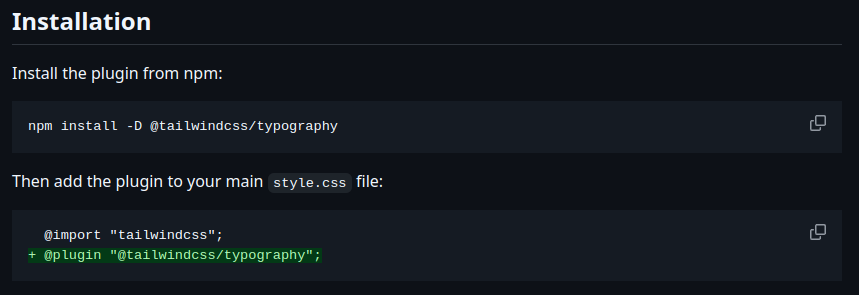 Installation
Install the plugin from npm:
npm install -D @tailwindcss/typography
Then add the plugin to your main style.css file:
@import "tailwindcss";
+ @plugin "@tailwindcss/typography";